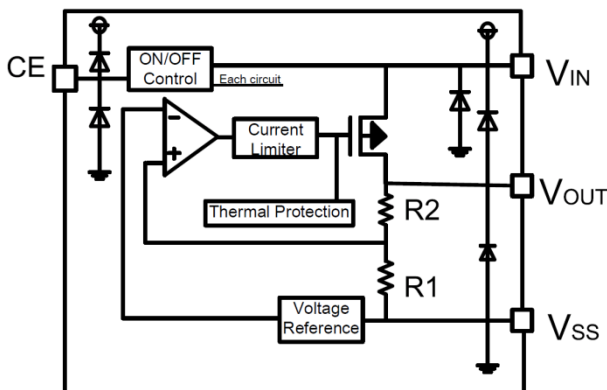 CE
ON/OFF
Control
Each circuit
VIN
-
+
Current
Limiter
Thermal Protection
R2
VOUT
R1
Voltage
Reference
VSS